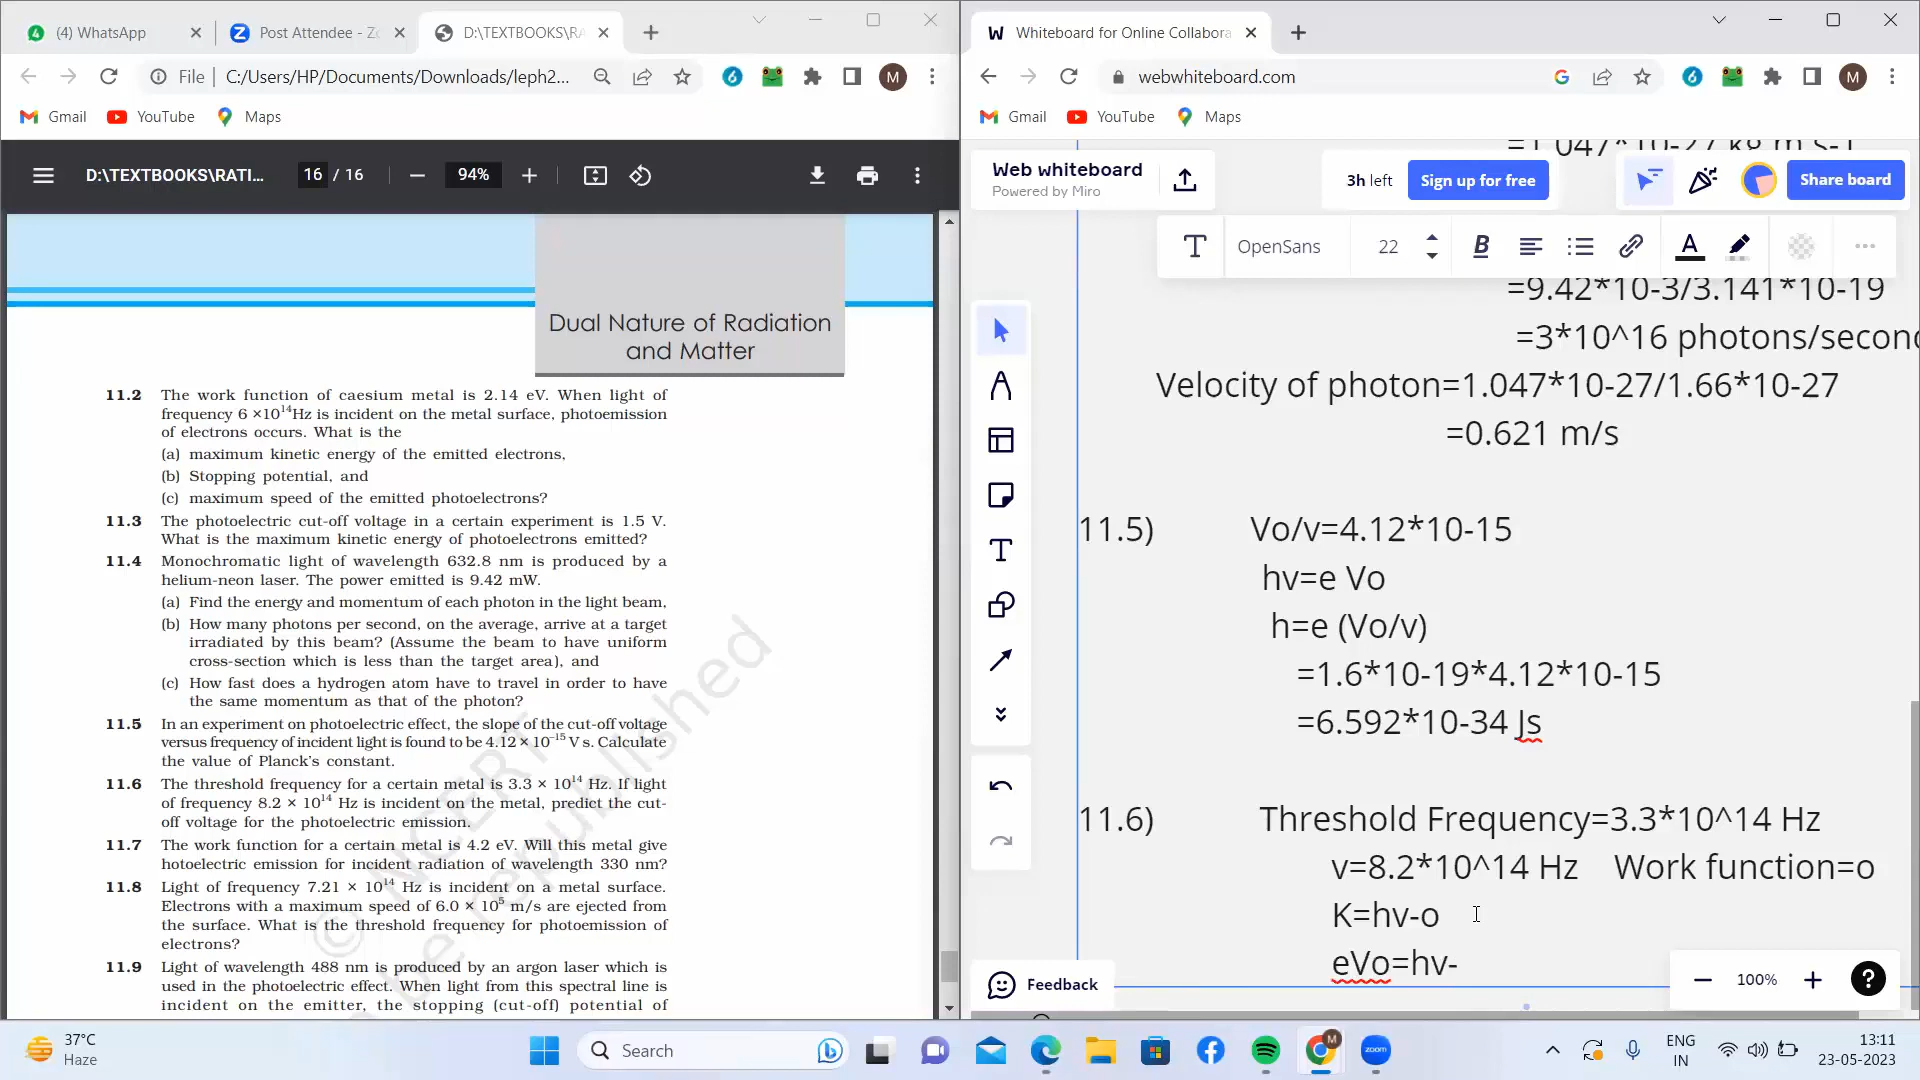 (4) WhatsApp
Post Attendee - Zo
D:\TEXTBOOKS\RA
File
C:/Users/HP/Documents/Downloads/leph2...
M
Gmail
YouTube
Maps
D:\TEXTBOOKS\RATI...
16 / 16
94%
Dual Nature of Radiation
and Matter
11.2 The work function of caesium metal is 2.14 eV. When light of
frequency 6 ×10¹⁴Hz is incident on the metal surface, photoemission
of electrons occurs. What is the
(a) maximum kinetic energy of the emitted electrons,
(b) Stopping potential, and
(c) maximum speed of the emitted photoelectrons?
11.3 The photoelectric cut-off voltage in a certain experiment is 1.5 V.
What is the maximum kinetic energy of photoelectrons emitted?
11.4 Monochromatic light of wavelength 632.8 nm is produced by a
helium-neon laser. The power emitted is 9.42 mW.
(a) Find the energy and momentum of each photon in the light beam,
(b) How many photons per second, on the average, arrive at a target
irradiated by this beam? (Assume the beam to have uniform
cross-section which is less than the target area), and
(c) How fast does a hydrogen atom have to travel in order to have
the same momentum as that of the photon?
11.5 In an experiment on photoelectric effect, the slope of the cut-off voltage
versus frequency of incident light is found to be 4.12 × 10⁻¹⁵ V s. Calculate
the value of Planck's constant.
11.6 The threshold frequency for a certain metal is 3.3 × 10¹⁴ Hz. If light
of frequency 8.2 × 10¹⁴ Hz is incident on the metal, predict the cut-
off voltage for the photoelectric emission.
11.7 The work function for a certain metal is 4.2 eV. Will this metal give
hotoelectric emission for incident radiation of wavelength 330 nm?
11.8 Light of frequency 7.21 × 10¹⁴ Hz is incident on a metal surface.
Electrons with a maximum speed of 6.0 × 10⁵ m/s are ejected from
the surface. What is the threshold frequency for photoemission of
electrons?
11.9 Light of wavelength 488 nm is produced by an argon laser which is
used in the photoelectric effect. When light from this spectral line is
incident on the emitter, the stopping (cut-off) potential of
© NCERT
be republished
Whiteboard for Online Collabora
webwhiteboard.com
M
Gmail
YouTube
Maps
Web whiteboard
Powered by Miro
3h left
Sign up for free
Share board
OpenSans
22
B
A
=1.047*10-27 kg m s-1
=9.42*10-3/3.141*10-19
=3*10^16 photons/second
Velocity of photon=1.047*10-27/1.66*10-27
=0.621 m/s
11.5) Vo/v=4.12*10-15
hv=e Vo
h=e (Vo/v)
=1.6*10-19*4.12*10-15
=6.592*10-34 Js
11.6) Threshold Frequency=3.3*10^14 Hz
v=8.2*10^14 Hz Work function=o
K=hv-o
eVo=hv-
Feedback
100%
37°C
Haze
Search
zoom
ENG
IN
13:11
23-05-2023